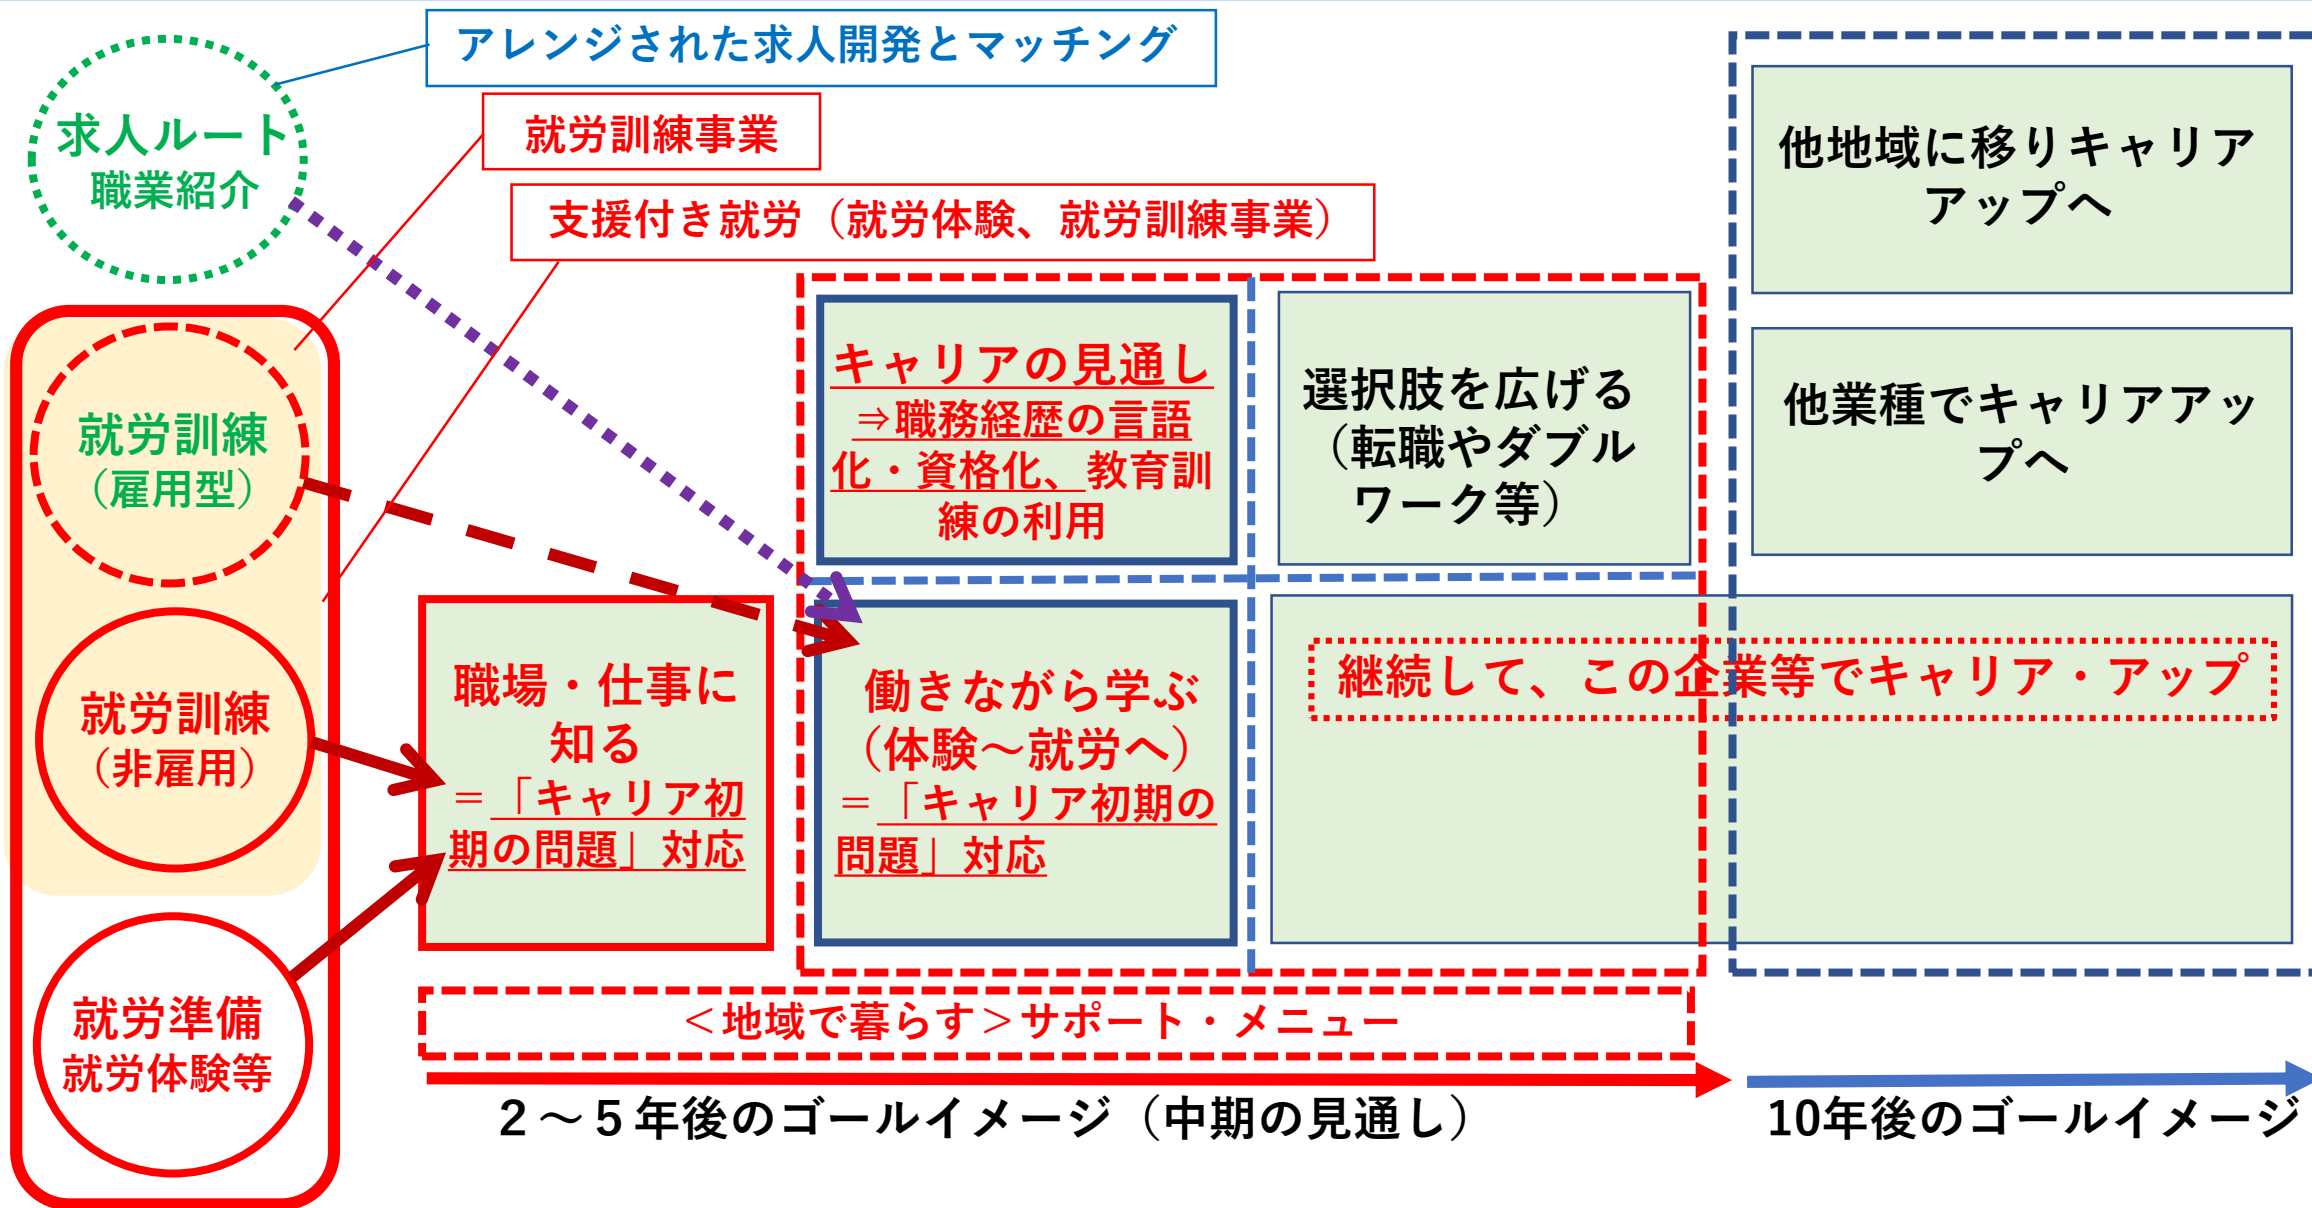 アレンジされた求人開発とマッチング
就労訓練事業
支援付き就労（就労体験、就労訓練事業）
求人ルート
職業紹介
就労訓練
（雇用型）
就労訓練
（非雇用）
就労準備
就労体験等
職場・仕事に
知る
＝「キャリア初
期の問題」対応
キャリアの見通し
⇒職務経歴の言語
化・資格化、教育訓
練の利用
働きながら学ぶ
（体験～就労へ）
＝「キャリア初期の
問題」対応
選択肢を広げる
（転職やダブル
ワーク等）
継続して、この企業等でキャリア・アップ
他地域に移りキャリア
アップへ
他業種でキャリアアッ
プへ
＜地域で暮らす＞サポート・メニュー
２～５年後のゴールイメージ（中期の見通し）
10年後のゴールイメージ